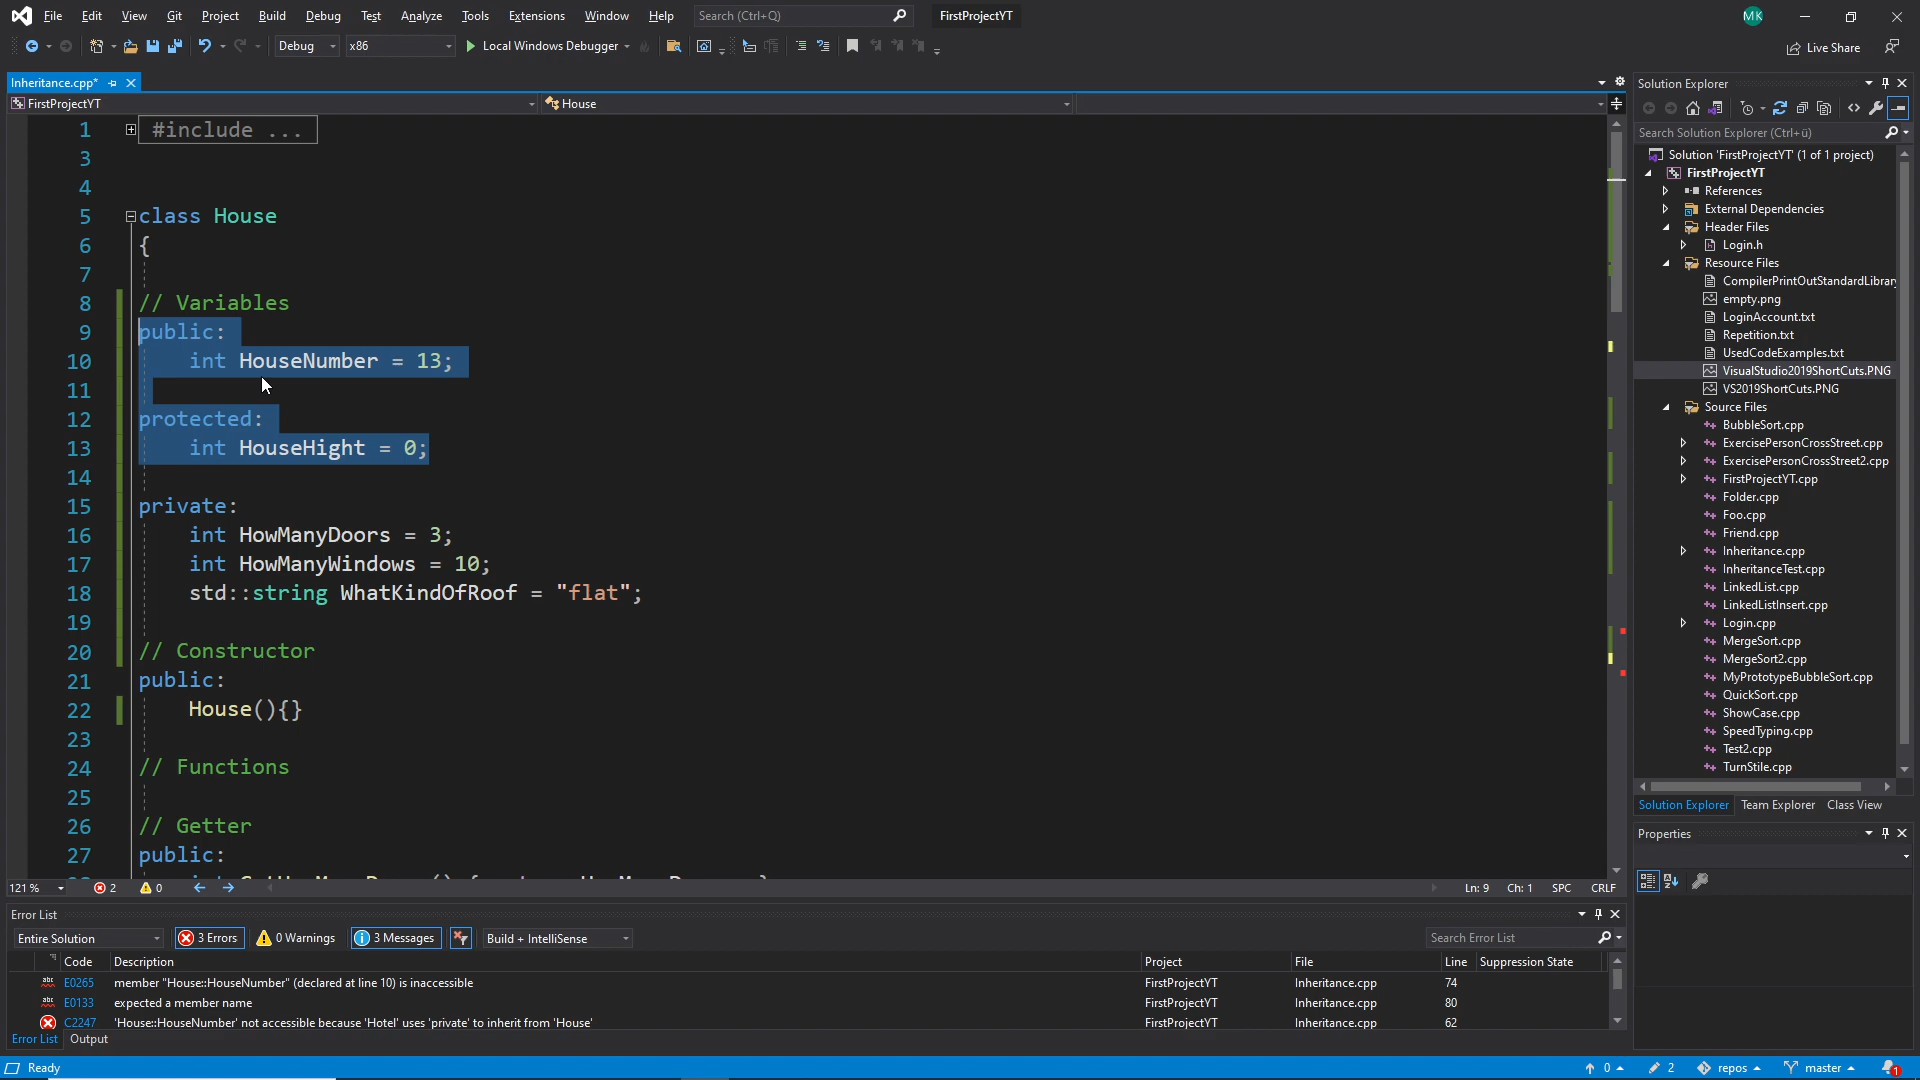 File Edit View Git Project Build Debug Test Analyze Tools Extensions Window Help Search (Ctrl+Q) FirstProjectYT MK
Debug x86 Local Windows Debugger Live Share
Inheritance.cpp*
FirstProjectYT House
1 #include ...
3
4
5 class House
6 {
7
8 // Variables
9 public:
10 int HouseNumber = 13;
11
12 protected:
13 int HouseHight = 0;
14
15 private:
16 int HowManyDoors = 3;
17 int HowManyWindows = 10;
18 std::string WhatKindOfRoof = "flat";
19
20 // Constructor
21 public:
22 House(){}
23
24 // Functions
25
26 // Getter
27 public:
121 % 2 0 Ln: 9 Ch: 1 SPC CRLF
Error List
Entire Solution 3 Errors 0 Warnings 3 Messages Build + IntelliSense Search Error List
Code Description Project File Line Suppression State
E0265 member "House::HouseNumber" (declared at line 10) is inaccessible FirstProjectYT Inheritance.cpp 74
E0133 expected a member name FirstProjectYT Inheritance.cpp 80
C2247 'House::HouseNumber' not accessible because 'Hotel' uses 'private' to inherit from 'House' FirstProjectYT Inheritance.cpp 62
Error List Output
Ready 0 2 repos master 1
Solution Explorer
Search Solution Explorer (Ctrl+ü)
Solution 'FirstProjectYT' (1 of 1 project)
FirstProjectYT
References
External Dependencies
Header Files
Login.h
Resource Files
CompilerPrintOutStandardLibrar
empty.png
LoginAccount.txt
Repetition.txt
UsedCodeExamples.txt
VisualStudio2019ShortCuts.PNG
VS2019ShortCuts.PNG
Source Files
BubbleSort.cpp
ExercisePersonCrossStreet.cpp
ExercisePersonCrossStreet2.cpp
FirstProjectYT.cpp
Folder.cpp
Foo.cpp
Friend.cpp
Inheritance.cpp
InheritanceTest.cpp
LinkedList.cpp
LinkedListInsert.cpp
Login.cpp
MergeSort.cpp
MergeSort2.cpp
MyPrototypeBubbleSort.cpp
QuickSort.cpp
ShowCase.cpp
SpeedTyping.cpp
Test2.cpp
TurnStile.cpp
Solution Explorer Team Explorer Class View
Properties